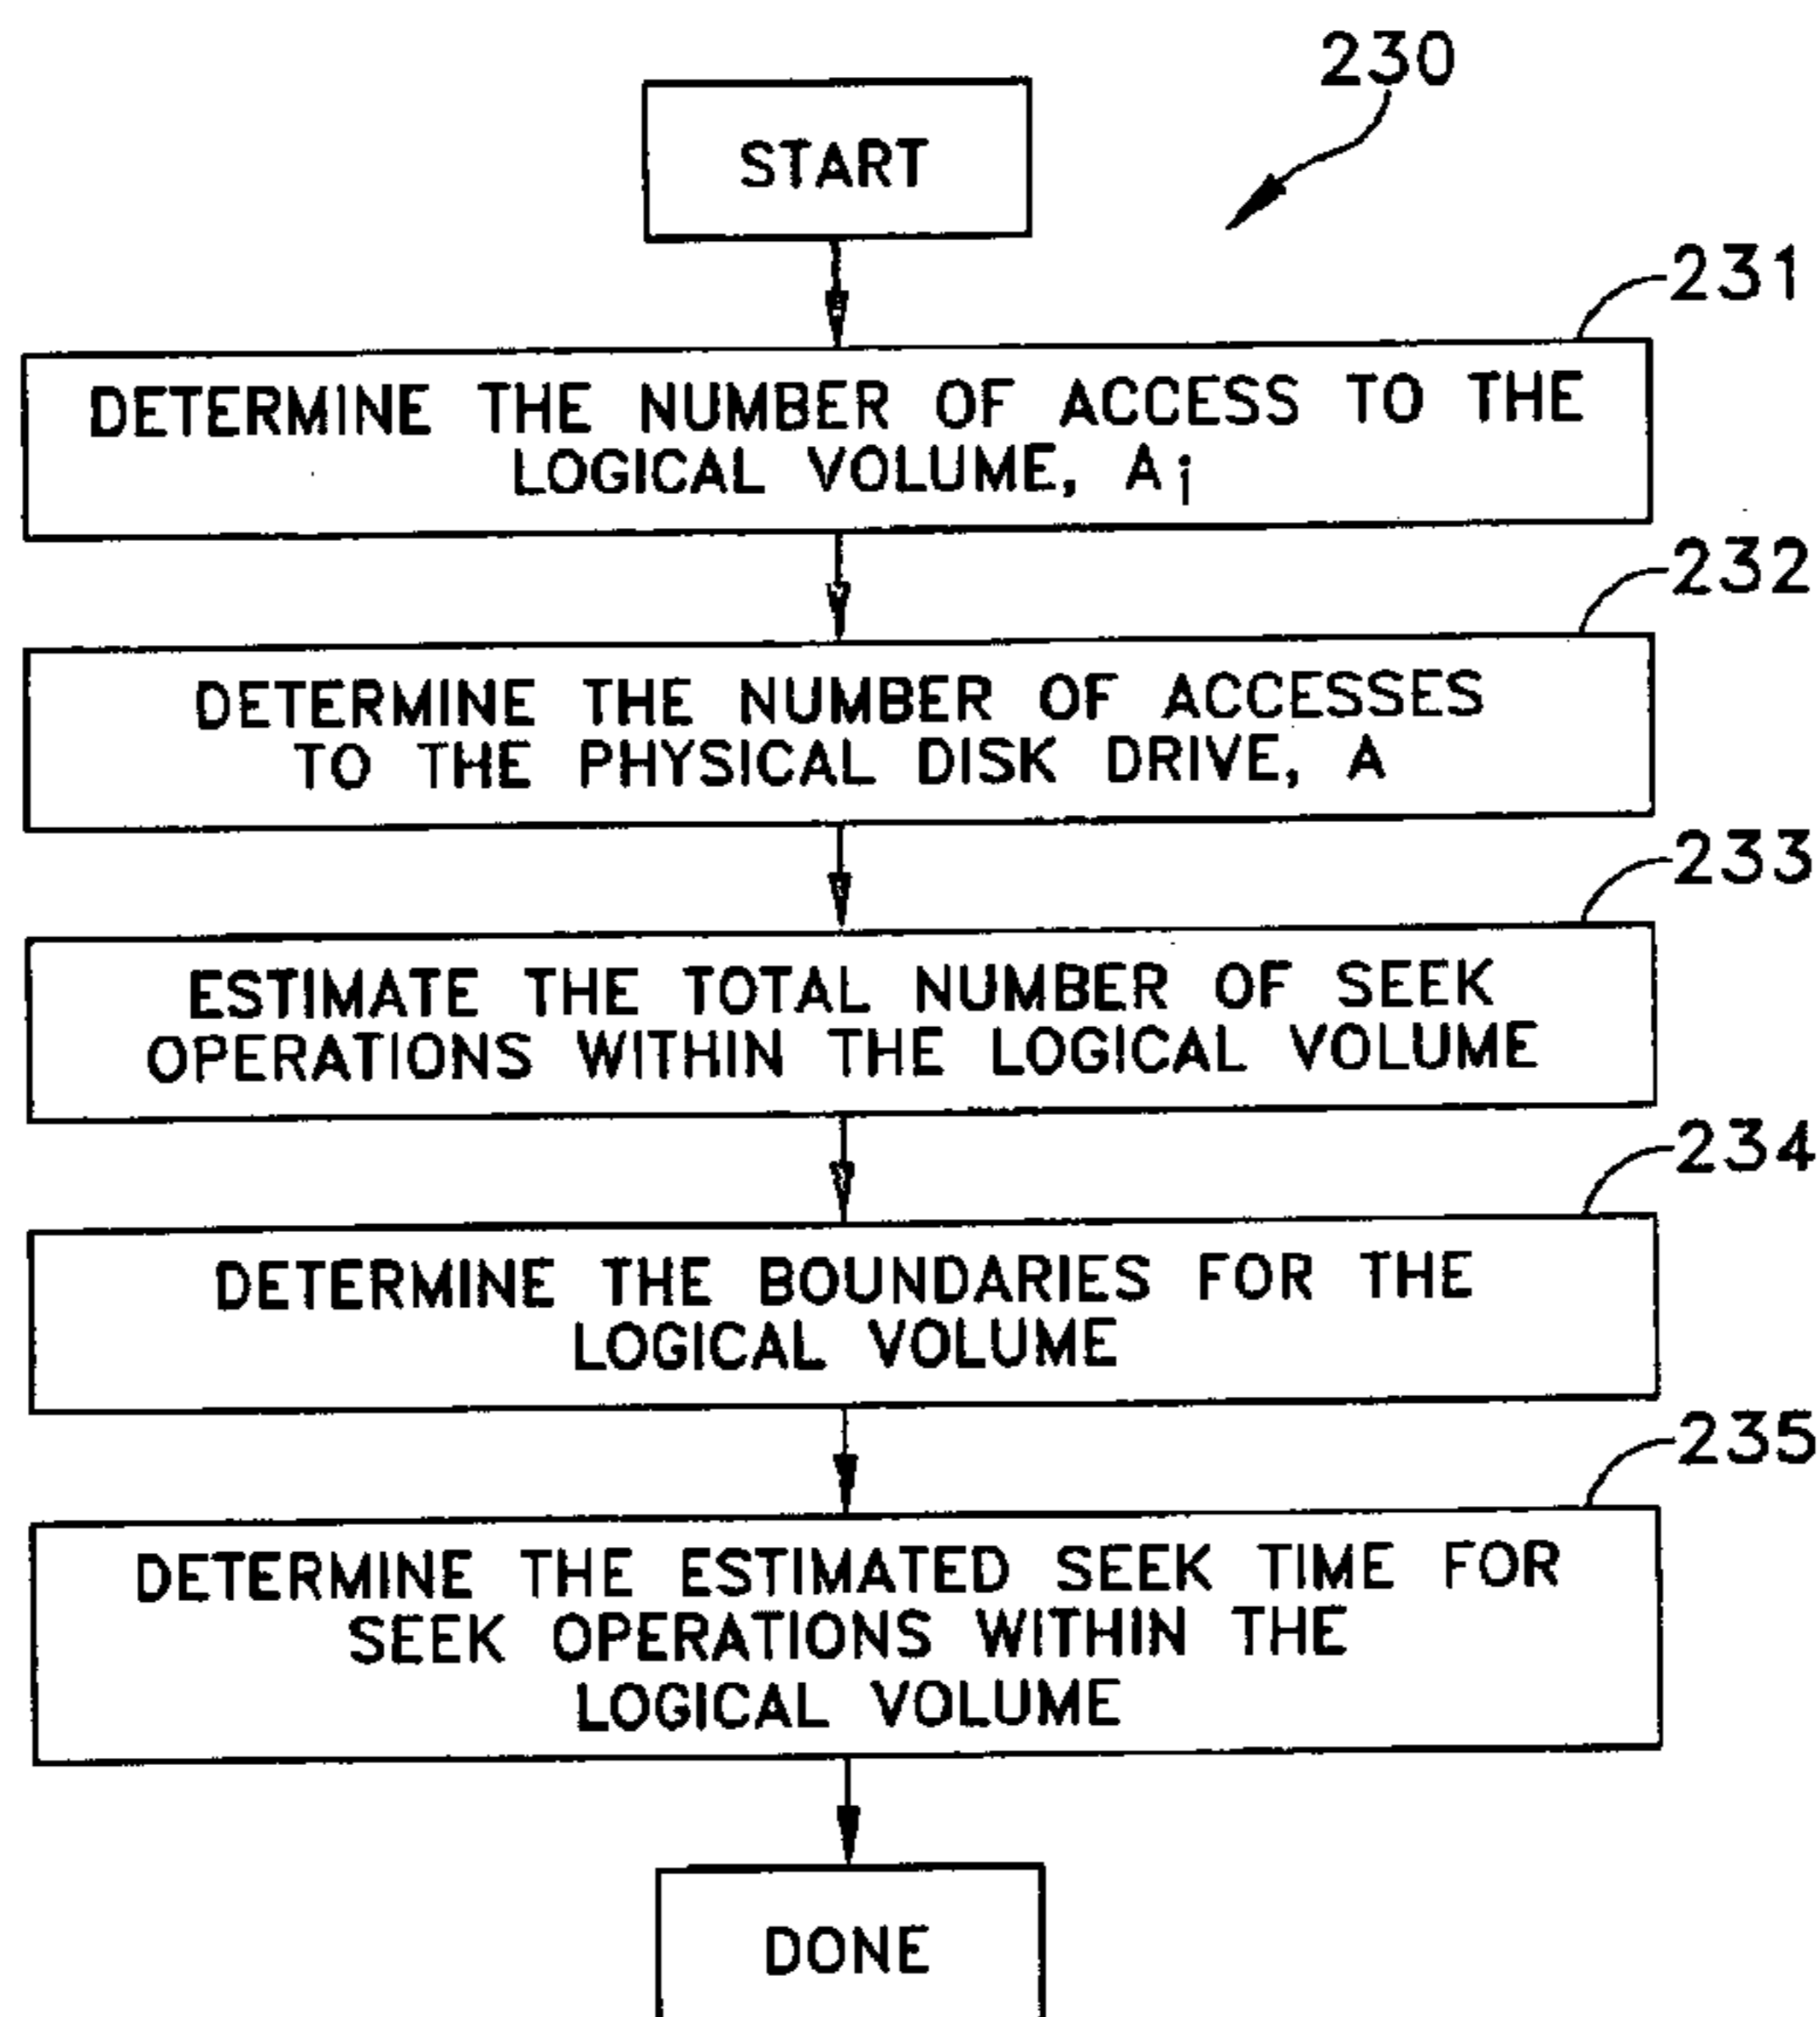 230
START
231
DETERMINE THE NUMBER OF ACCESS TO THE
LOGICAL VOLUME, Ai
232
DETERMINE THE NUMBER OF ACCESSES
TO THE PHYSICAL DISK DRIVE, A
233
ESTIMATE THE TOTAL NUMBER OF SEEK
OPERATIONS WITHIN THE LOGICAL VOLUME
234
DETERMINE THE BOUNDARIES FOR THE
LOGICAL VOLUME
235
DETERMINE THE ESTIMATED SEEK TIME FOR
SEEK OPERATIONS WITHIN THE
LOGICAL VOLUME
DONE